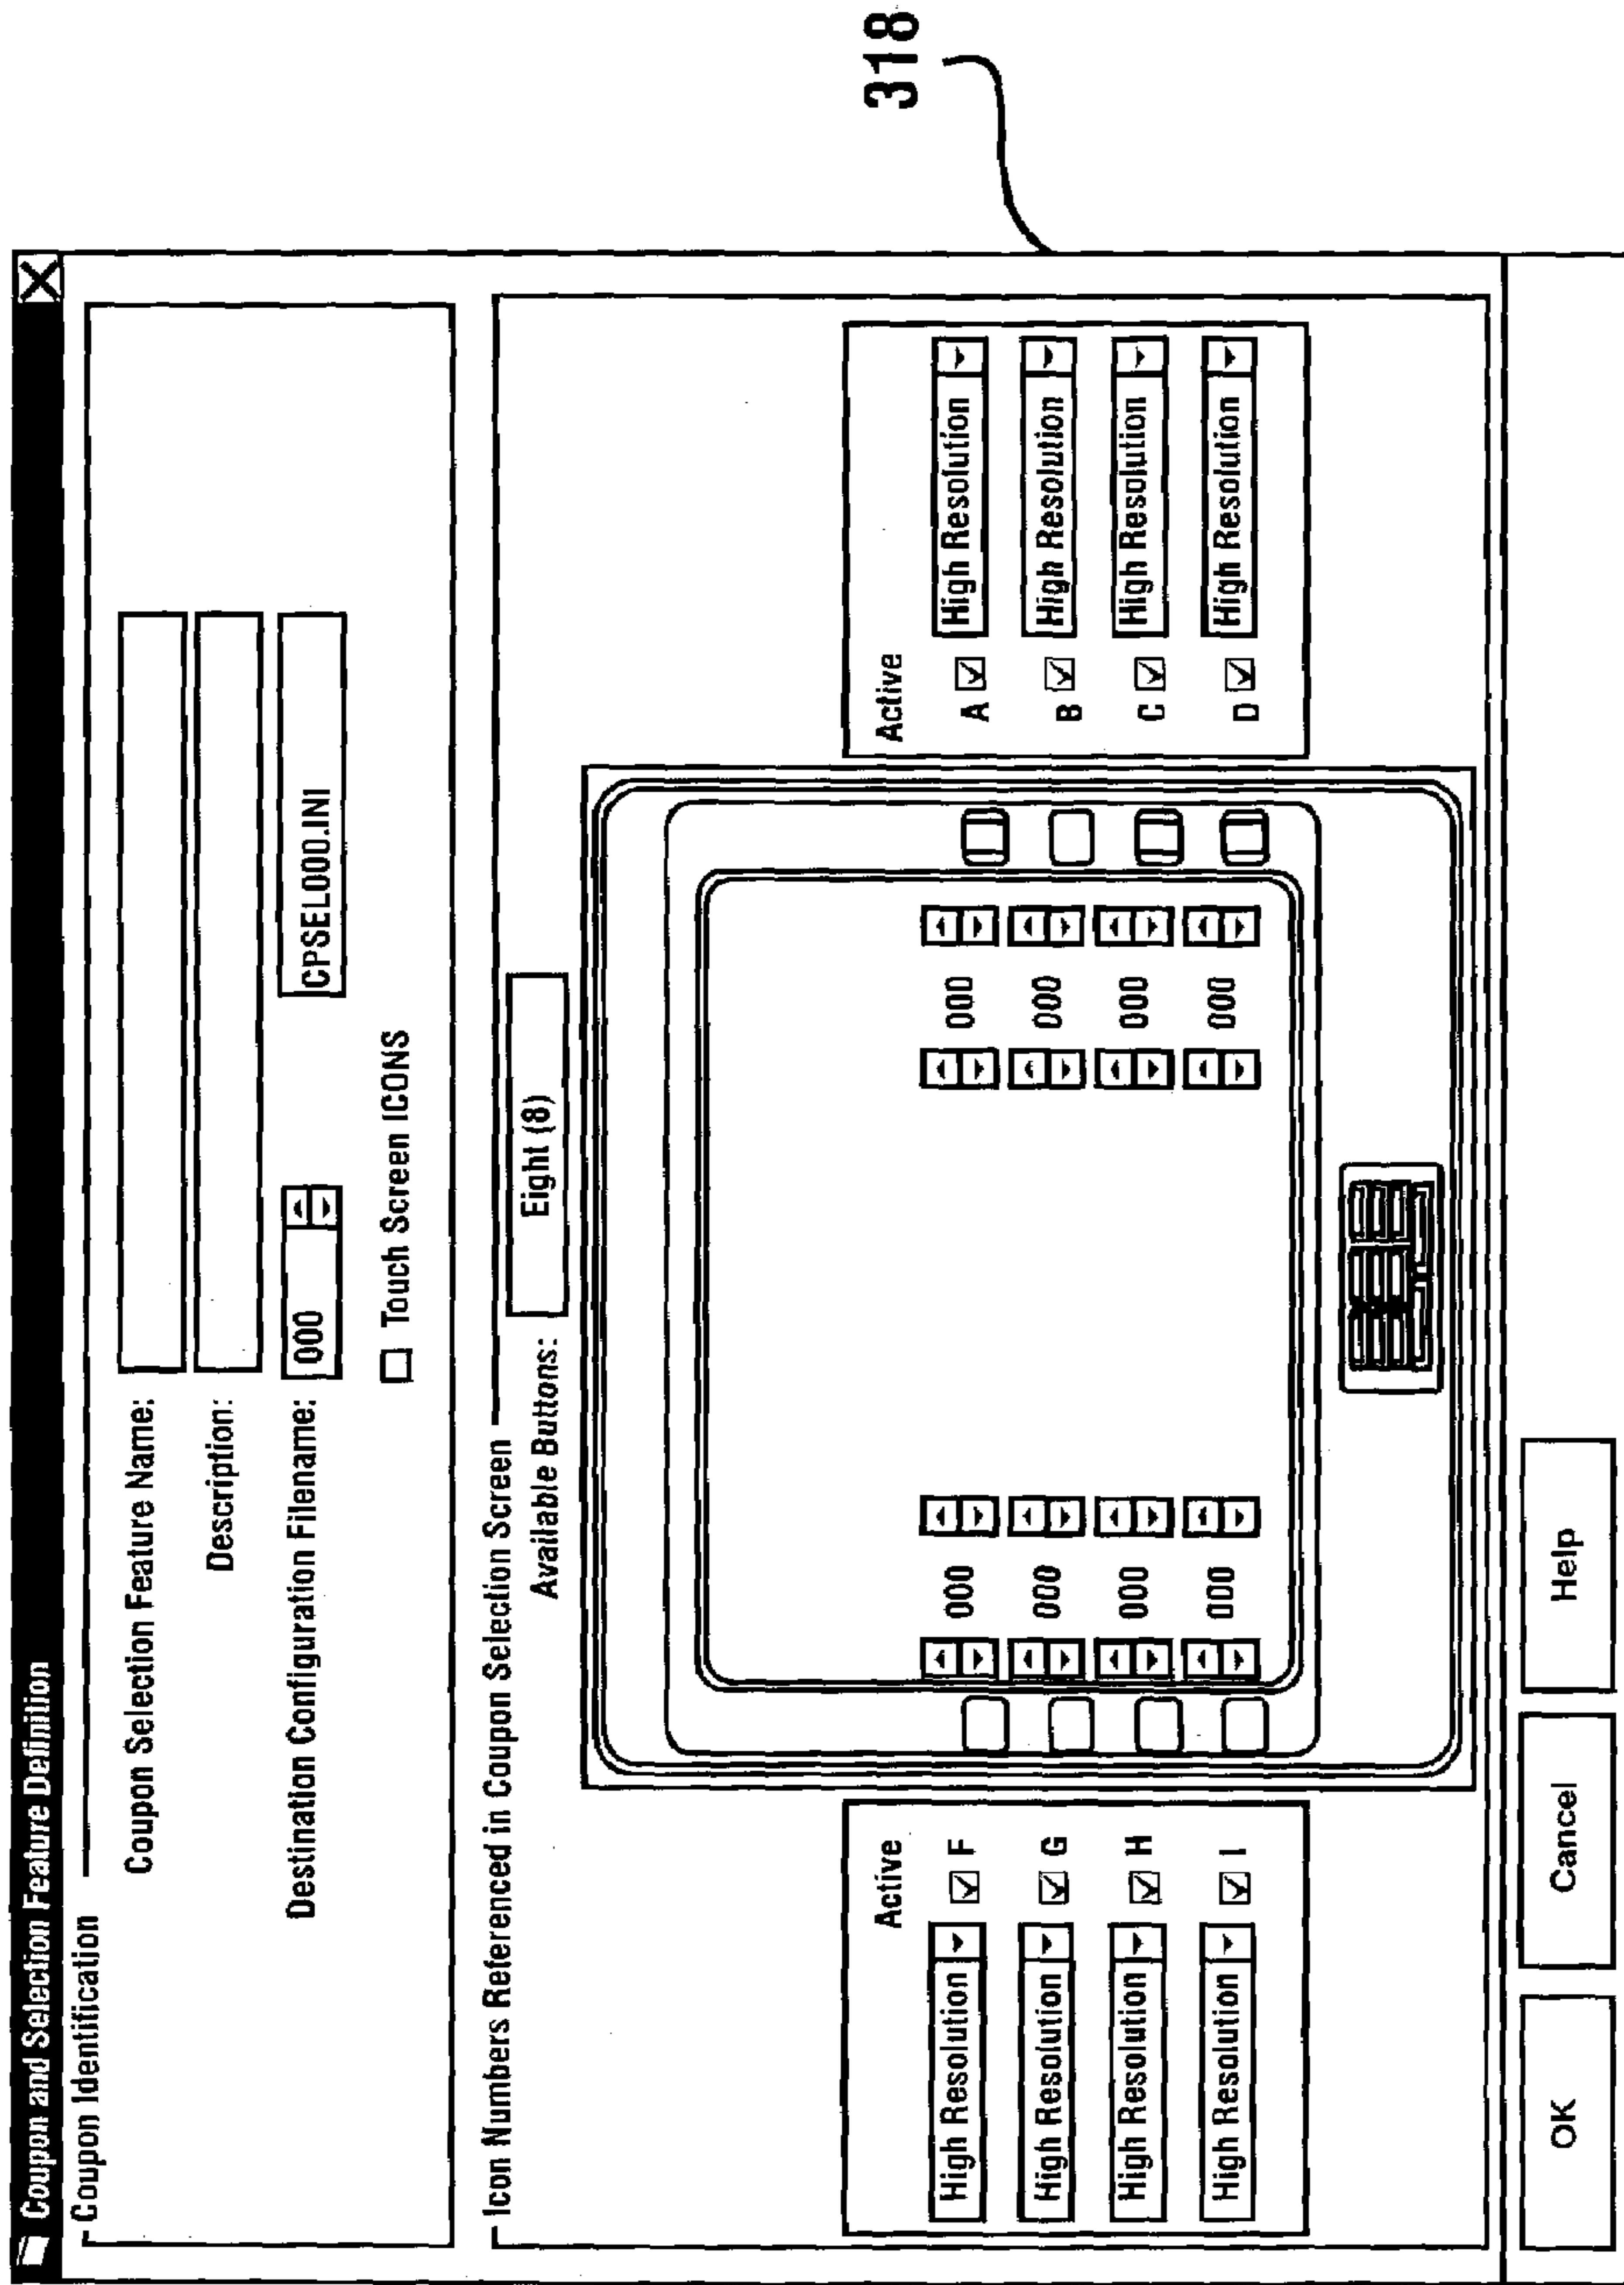 Coupon and Selection Feature Definition
Coupon Identification
Coupon Selection Feature Name:
Description:
Destination Configuration Filename: 000 CPSEL000.INI
Touch Screen ICONS
Icon Numbers Referenced in Coupon Selection Screen
Available Buttons: Eight (8)
Active Active
High Resolution F 000 000 A High Resolution
High Resolution G 000 000 B High Resolution
High Resolution H 000 000 C High Resolution
High Resolution I 000 000 D High Resolution
OK Cancel Help
318